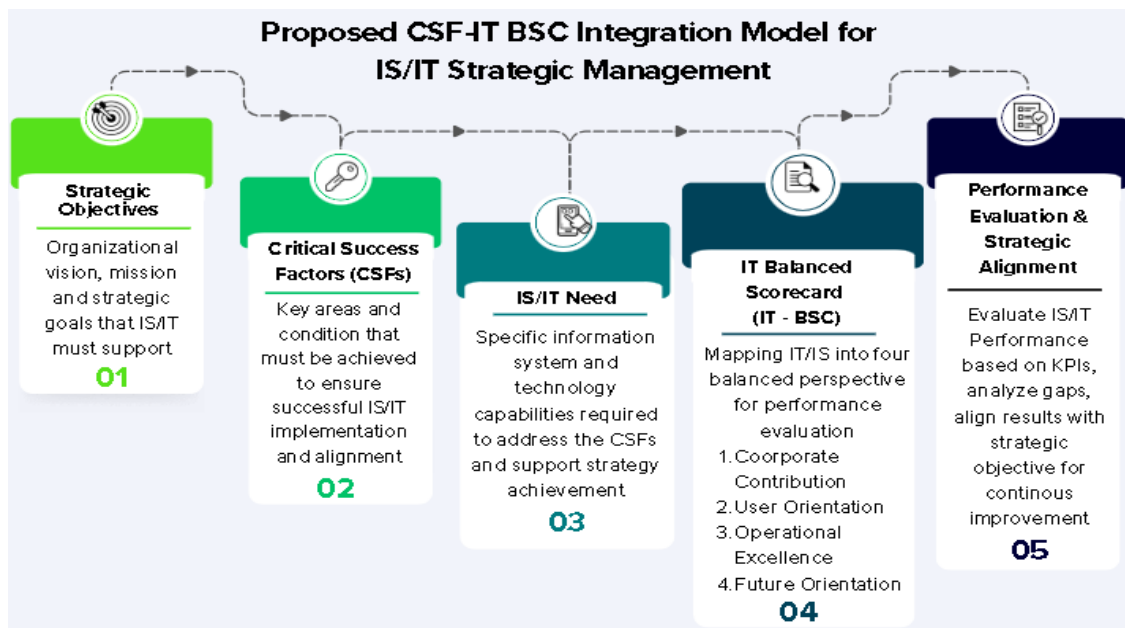 Proposed CSF-IT BSC Integration Model for
IS/IT Strategic Management
Strategic
Objectives
Organizational
vision, mission
and strategic
goals that IS/IT
must support
01
Critical Success
Factors (CSFs)
Key areas and
condition that
must be achieved
to ensure
successful IS/IT
implementation
and alignment
02
IS/IT Need
Specific information
system and
technology
capabilities required
to address the CSFs
and support strategy
achievement
03
IT Balanced
Scorecard
(IT - BSC)
Mapping IT/IS into four
balanced perspective
for performance
evaluation
1.Coorporate
Contribution
2.User Orientation
3.Operational
Excellence
4.Future Orientation
04
Performance
Evaluation &
Strategic
Alignment
Evaluate IS/IT
Performance
based on KPIs,
analyze gaps,
align results with
strategic
objective for
continous
improvement
05